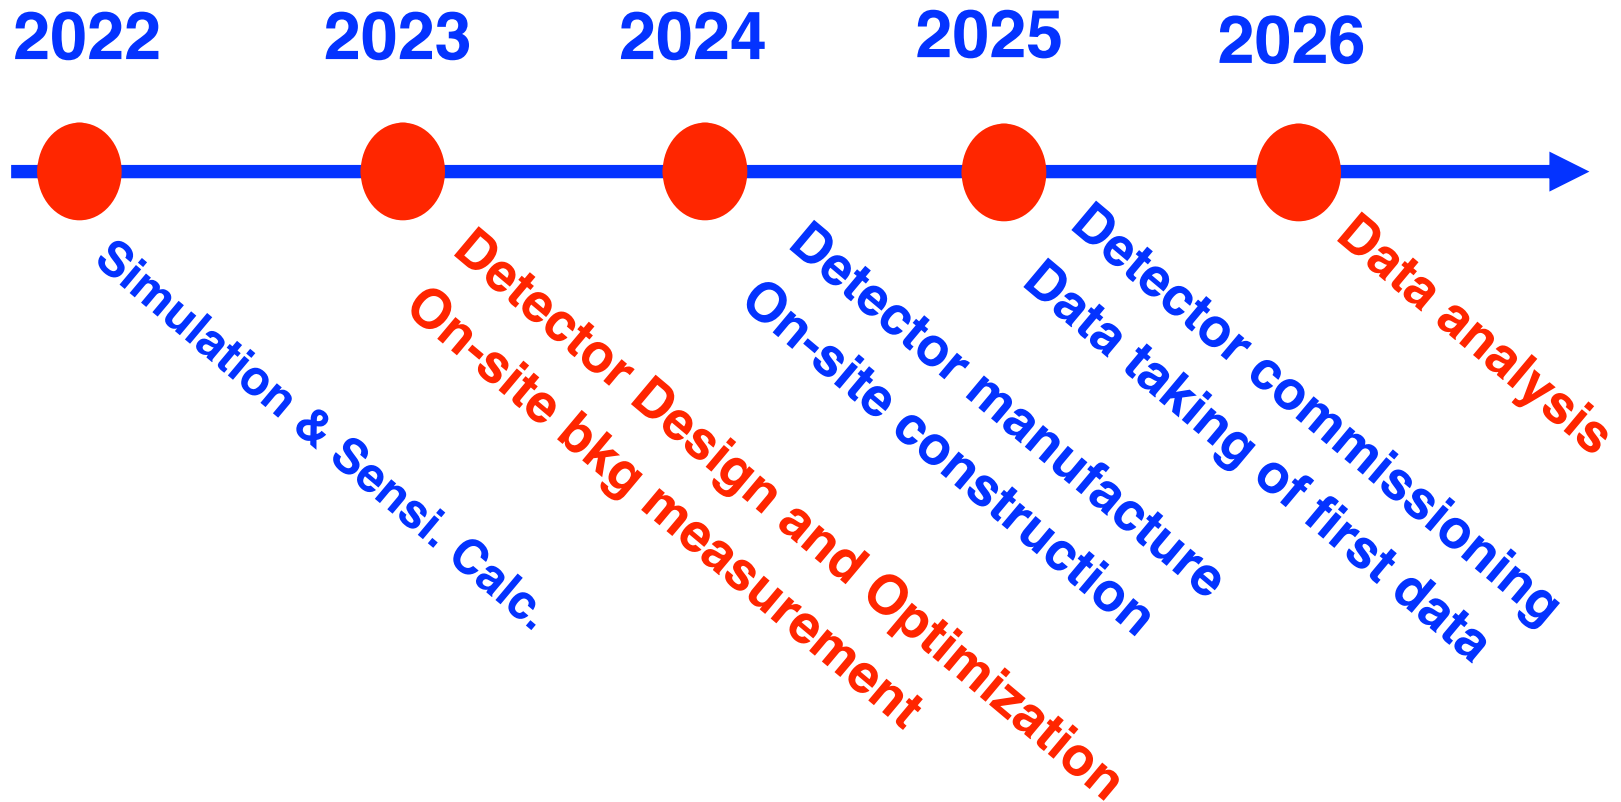 2022
2023
2024
2025
2026
Simulation & Sensi. Calc.
Detector Design and Optimization
On-site bkg measurement
Detector manufacture
On-site construction
Detector commissioning
Data taking of first data
Data analysis